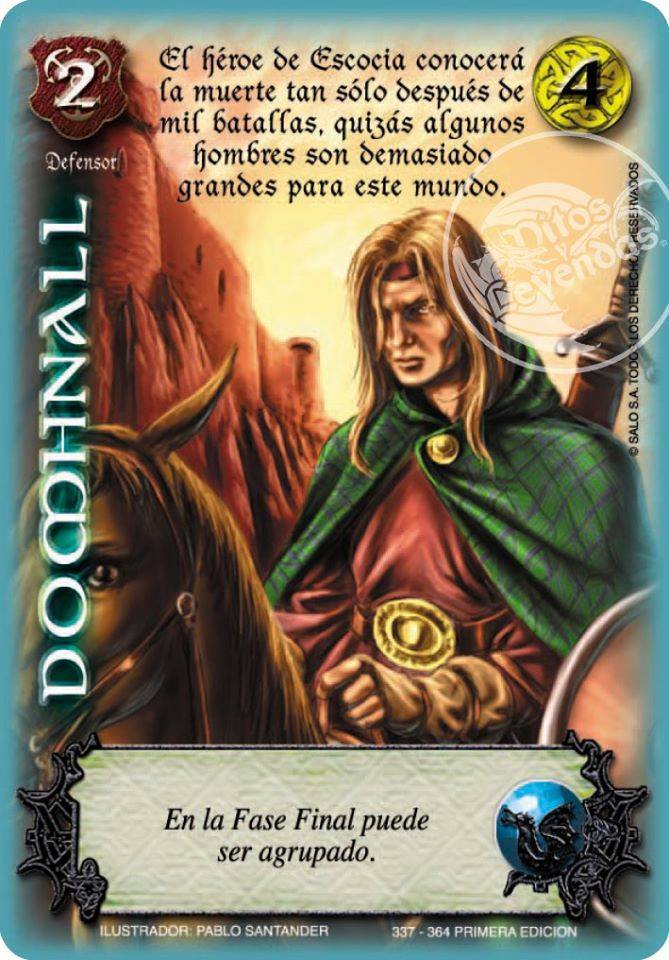 2
El héroe de Escocia conocerá
la muerte tan sólo después de
mil batallas, quizás algunos
hombres son demasiado
grandes para este mundo.
4
Defensor
DOMHNALL
Mitos
y
Leyendas
© SALO S.A. TODOS LOS DERECHOS RESERVADOS
En la Fase Final puede
ser agrupado.
ILUSTRADOR: PABLO SANTANDER
337 - 364 PRIMERA EDICION